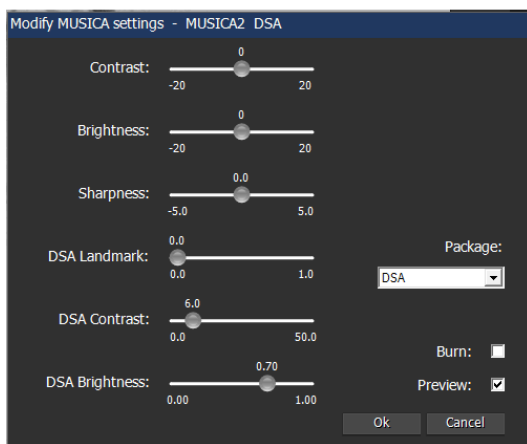 Modify MUSICA settings - MUSICA2 DSA
0
Contrast:
-20 20
0
Brightness:
-20 20
0.0
Sharpness:
-5.0 5.0
0.0
DSA Landmark:
0.0 1.0
Package:
DSA
6.0
DSA Contrast:
0.0 50.0
Burn:
0.70
DSA Brightness:
0.00 1.00
Preview:
Ok Cancel